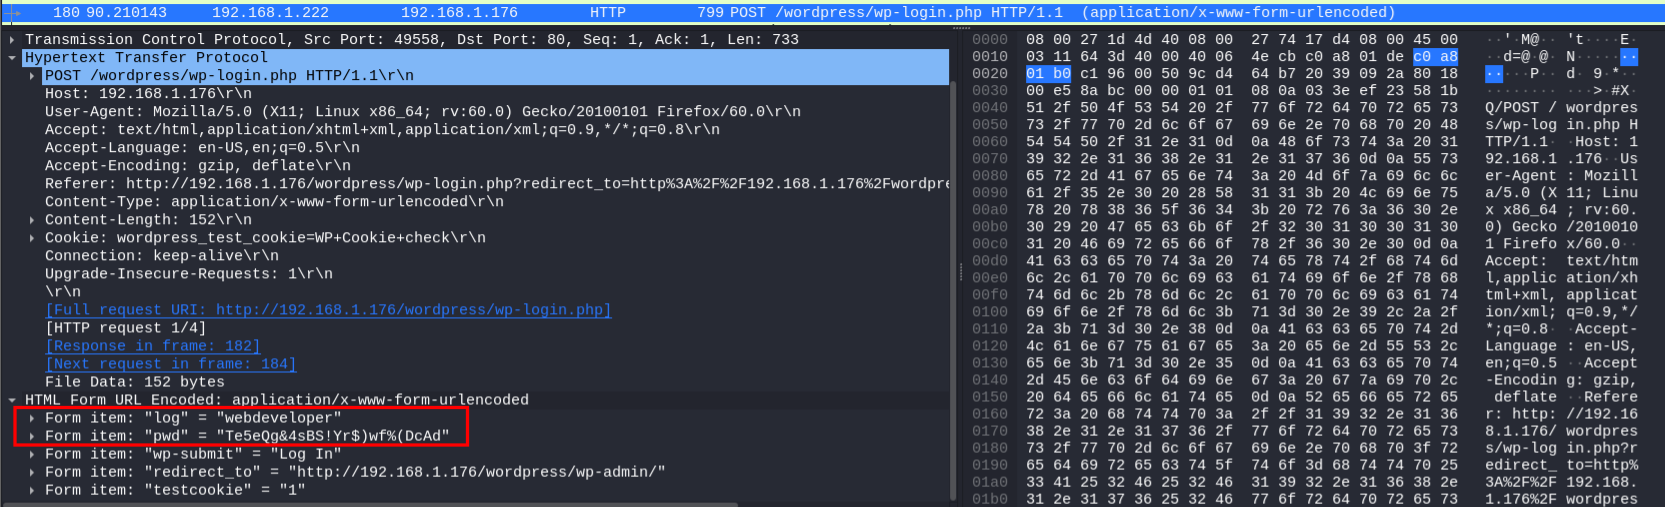 180 90.210143 192.168.1.222 192.168.1.176 HTTP 799 POST /wordpress/wp-login.php HTTP/1.1 (application/x-www-form-urlencoded)
Transmission Control Protocol, Src Port: 49558, Dst Port: 80, Seq: 1, Ack: 1, Len: 733
Hypertext Transfer Protocol
POST /wordpress/wp-login.php HTTP/1.1\r\n
Host: 192.168.1.176\r\n
User-Agent: Mozilla/5.0 (X11; Linux x86_64; rv:60.0) Gecko/20100101 Firefox/60.0\r\n
Accept: text/html,application/xhtml+xml,application/xml;q=0.9,*/*;q=0.8\r\n
Accept-Language: en-US,en;q=0.5\r\n
Accept-Encoding: gzip, deflate\r\n
Referer: http://192.168.1.176/wordpress/wp-login.php?redirect_to=http%3A%2F%2F192.168.1.176%2Fwordpre
Content-Type: application/x-www-form-urlencoded\r\n
Content-Length: 152\r\n
Cookie: wordpress_test_cookie=WP+Cookie+check\r\n
Connection: keep-alive\r\n
Upgrade-Insecure-Requests: 1\r\n
\r\n
[Full request URI: http://192.168.1.176/wordpress/wp-login.php]
[HTTP request 1/4]
[Response in frame: 182]
[Next request in frame: 184]
File Data: 152 bytes
HTML Form URL Encoded: application/x-www-form-urlencoded
Form item: "log" = "webdeveloper"
Form item: "pwd" = "Te5eQg&4sBS!Yr$)wf%(DcAd"
Form item: "wp-submit" = "Log In"
Form item: "redirect_to" = "http://192.168.1.176/wordpress/wp-admin/"
Form item: "testcookie" = "1"
0000 08 00 27 1d 4d 40 08 00 27 74 17 d4 08 00 45 00 ··'·M@·· 't····E·
0010 03 11 64 3d 40 00 40 06 4e cb c0 a8 01 de c0 a8 ··d=@·@· N·······
0020 01 b0 c1 96 00 50 9c d4 64 b7 20 39 09 2a 80 18 ·····P·· d· 9·*··
0030 00 e5 8a bc 00 00 01 01 08 0a 03 3e ef 23 58 1b ········ ···>·#X·
0040 51 2f 50 4f 53 54 20 2f 77 6f 72 64 70 72 65 73 Q/POST / wordpres
0050 73 2f 77 70 2d 6c 6f 67 69 6e 2e 70 68 70 20 48 s/wp-log in.php H
0060 54 54 50 2f 31 2e 31 0d 0a 48 6f 73 74 3a 20 31 TTP/1.1· ·Host: 1
0070 39 32 2e 31 36 38 2e 31 2e 31 37 36 0d 0a 55 73 92.168.1 .176··Us
0080 65 72 2d 41 67 65 6e 74 3a 20 4d 6f 7a 69 6c 6c er-Agent : Mozill
0090 61 2f 35 2e 30 20 28 58 31 31 3b 20 4c 69 6e 75 a/5.0 (X 11; Linu
00a0 78 20 78 38 36 5f 36 34 3b 20 72 76 3a 36 30 2e x x86_64 ; rv:60.
00b0 30 29 20 47 65 63 6b 6f 2f 32 30 31 30 30 31 30 0) Gecko /2010010
00c0 31 20 46 69 72 65 66 6f 78 2f 36 30 2e 30 0d 0a 1 Firefo x/60.0··
00d0 41 63 63 65 70 74 3a 20 74 65 78 74 2f 68 74 6d Accept:  text/htm
00e0 6c 2c 61 70 70 6c 69 63 61 74 69 6f 6e 2f 78 68 l,applic ation/xh
00f0 74 6d 6c 2b 78 6d 6c 2c 61 70 70 6c 69 63 61 74 tml+xml, applicat
0100 69 6f 6e 2f 78 6d 6c 3b 71 3d 30 2e 39 2c 2a 2f ion/xml; q=0.9,*/
0110 2a 3b 71 3d 30 2e 38 0d 0a 41 63 63 65 70 74 2d *;q=0.8· ·Accept-
0120 4c 61 6e 67 75 61 67 65 3a 20 65 6e 2d 55 53 2c Language : en-US,
0130 65 6e 3b 71 3d 30 2e 35 0d 0a 41 63 63 65 70 74 en;q=0.5 ··Accept
0140 2d 45 6e 63 6f 64 69 6e 67 3a 20 67 7a 69 70 2c -Encodin g: gzip,
0150 20 64 65 66 6c 61 74 65 0d 0a 52 65 66 65 72 65 deflate ··Refere
0160 72 3a 20 68 74 74 70 3a 2f 2f 31 39 32 2e 31 36 r: http: //192.16
0170 38 2e 31 2e 31 37 36 2f 77 6f 72 64 70 72 65 73 8.1.176/ wordpres
0180 73 2f 77 70 2d 6c 6f 67 69 6e 2e 70 68 70 3f 72 s/wp-log in.php?r
0190 65 64 69 72 65 63 74 5f 74 6f 3d 68 74 74 70 25 edirect_ to=http%
01a0 33 41 25 32 46 25 32 46 31 39 32 2e 31 36 38 2e 3A%2F%2F 192.168.
01b0 31 2e 31 37 36 25 32 46 77 6f 72 64 70 72 65 73 1.176%2F wordpres